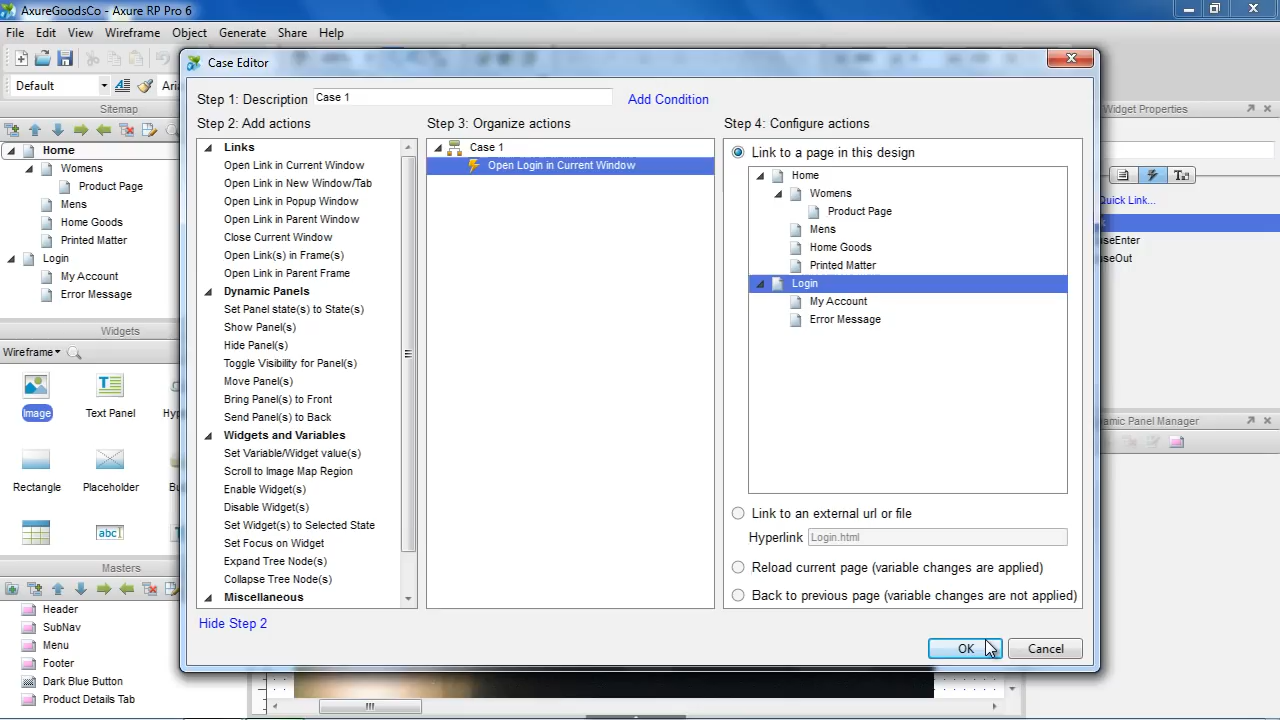 AxureGoodsCo - Axure RP Pro 6
File Edit View Wireframe Object Generate Share Help
Default
Sitemap
Home
Womens
Product Page
Mens
Home Goods
Printed Matter
Login
My Account
Error Message
Widgets
Wireframe
Image Text Panel
Rectangle Placeholder
abc
Masters
Header
SubNav
Menu
Footer
Dark Blue Button
Product Details Tab
Case Editor
Step 1: Description Case 1 Add Condition
Step 2: Add actions
Links
Open Link in Current Window
Open Link in New Window/Tab
Open Link in Popup Window
Open Link in Parent Window
Close Current Window
Open Link(s) in Frame(s)
Open Link in Parent Frame
Dynamic Panels
Set Panel state(s) to State(s)
Show Panel(s)
Hide Panel(s)
Toggle Visibility for Panel(s)
Move Panel(s)
Bring Panel(s) to Front
Send Panel(s) to Back
Widgets and Variables
Set Variable/Widget value(s)
Scroll to Image Map Region
Enable Widget(s)
Disable Widget(s)
Set Widget(s) to Selected State
Set Focus on Widget
Expand Tree Node(s)
Collapse Tree Node(s)
Miscellaneous
Hide Step 2
Step 3: Organize actions
Case 1
Open Login in Current Window
Step 4: Configure actions
Link to a page in this design
Home
Womens
Product Page
Mens
Home Goods
Printed Matter
Login
My Account
Error Message
Link to an external url or file
Hyperlink Login.html
Reload current page (variable changes are applied)
Back to previous page (variable changes are not applied)
OK Cancel
Widget Properties
Quick Link...
seEnter
seOut
amic Panel Manager